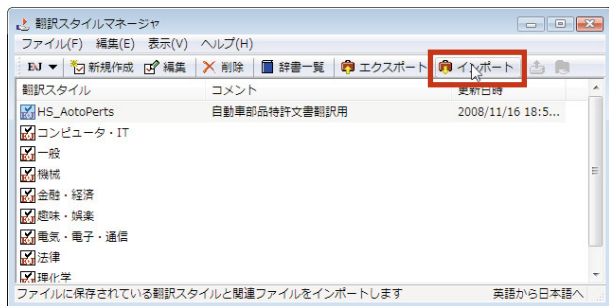 翻訳スタイルマネージャ
ファイル(F) 編集(E) 表示(V) ヘルプ(H)
EJ 新規作成 編集 削除 辞書一覧 エクスポート インポート
翻訳スタイル コメント 更新日時
HS_AotoPerts 自動車部品特許文書翻訳用 2008/11/16 18:5...
コンピュータ・IT
一般
機械
金融・経済
趣味・娯楽
電気・電子・通信
法律
理化学
ファイルに保存されている翻訳スタイルと関連ファイルをインポートします 英語から日本語へ